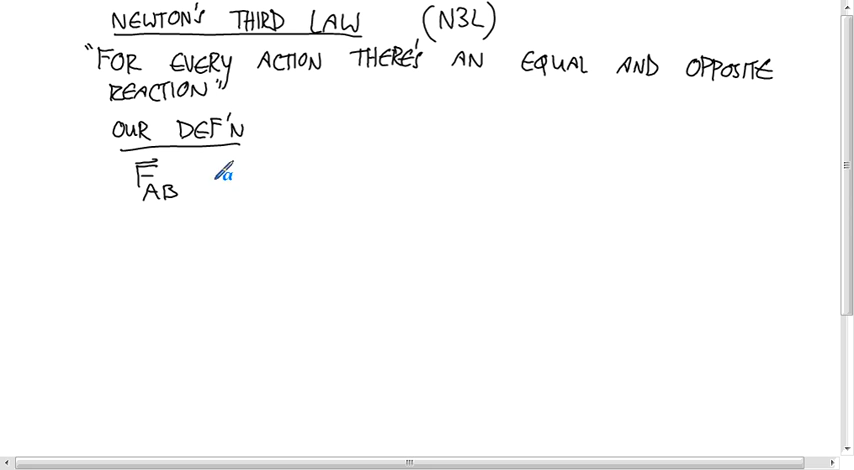 NEWTON'S THIRD LAW (N3L)
"FOR EVERY ACTION THERE'S AN EQUAL AND OPPOSITE
REACTION"
OUR DEF'N
F⃗AB